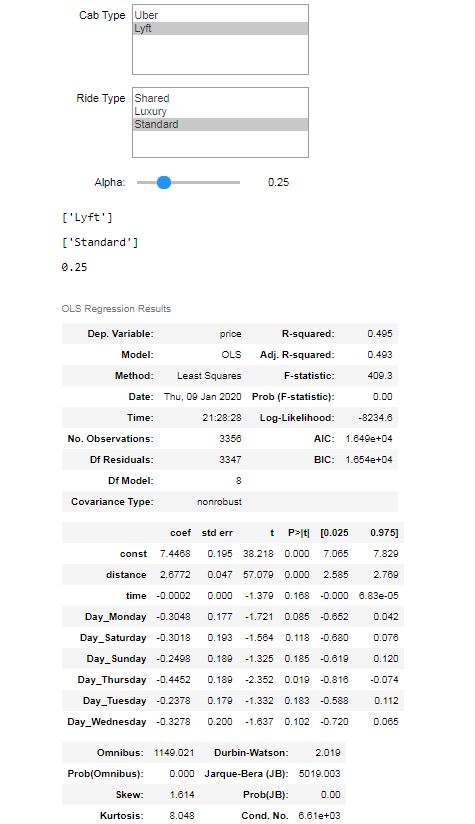 Cab Type
Uber
Lyft
Ride Type
Shared
Luxury
Standard
Alpha: 0.25
['Lyft']
['Standard']
0.25
OLS Regression Results
Dep. Variable: price R-squared: 0.495
Model: OLS Adj. R-squared: 0.493
Method: Least Squares F-statistic: 409.3
Date: Thu, 09 Jan 2020 Prob (F-statistic): 0.00
Time: 21:28:28 Log-Likelihood: -8234.6
No. Observations: 3356 AIC: 1.649e+04
Df Residuals: 3347 BIC: 1.654e+04
Df Model: 8
Covariance Type: nonrobust
coef std err t P>|t| [0.025 0.975]
const 7.4468 0.195 38.218 0.000 7.065 7.829
distance 2.6772 0.047 57.079 0.000 2.585 2.769
time -0.0002 0.000 -1.379 0.168 -0.000 6.83e-05
Day_Monday -0.3048 0.177 -1.721 0.085 -0.652 0.042
Day_Saturday -0.3018 0.193 -1.564 0.118 -0.680 0.076
Day_Sunday -0.2498 0.189 -1.325 0.185 -0.619 0.120
Day_Thursday -0.4452 0.189 -2.352 0.019 -0.816 -0.074
Day_Tuesday -0.2378 0.179 -1.332 0.183 -0.588 0.112
Day_Wednesday -0.3278 0.200 -1.637 0.102 -0.720 0.065
Omnibus: 1149.021 Durbin-Watson: 2.019
Prob(Omnibus): 0.000 Jarque-Bera (JB): 5019.003
Skew: 1.614 Prob(JB): 0.00
Kurtosis: 8.048 Cond. No. 6.61e+03